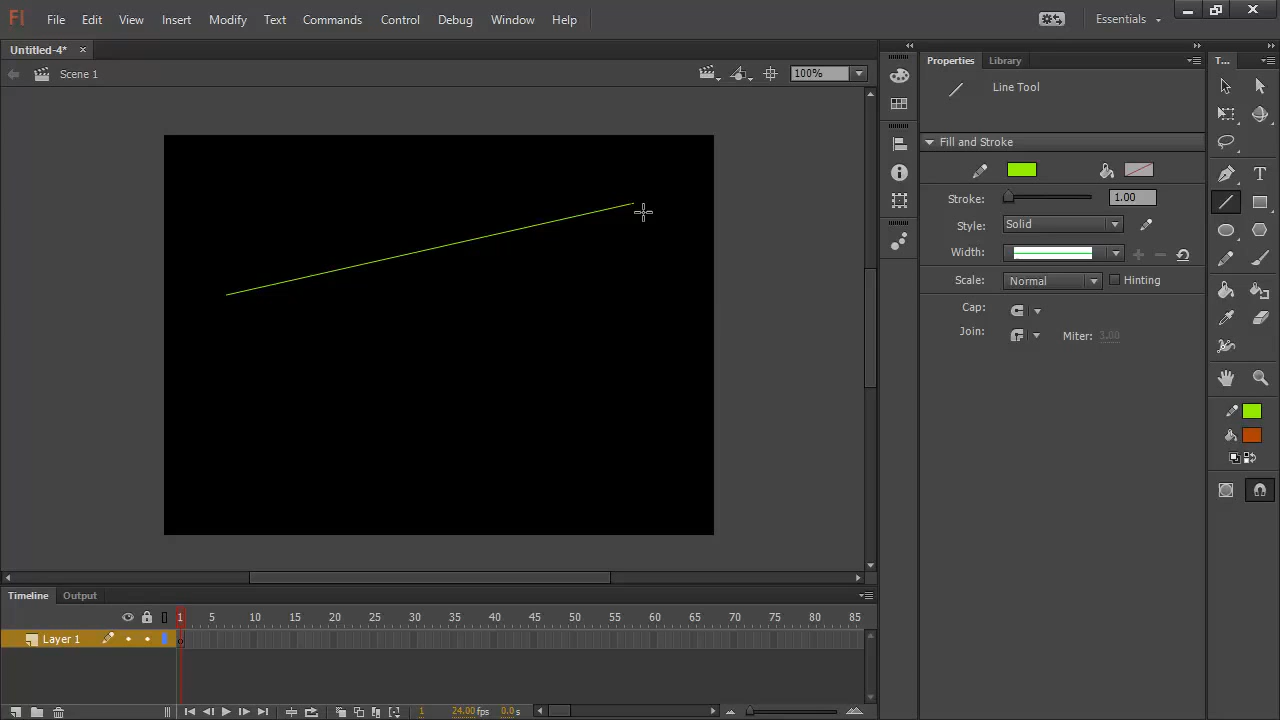 Fl File Edit View Insert Modify Text Commands Control Debug Window Help Essentials
Untitled-4* ×
Scene 1 100%
Properties Library T...
Line Tool
Fill and Stroke
Stroke: 1.00
Style: Solid
Width:
Scale: Normal Hinting
Cap:
Join: Miter: 3.00
Timeline Output
1 5 10 15 20 25 30 35 40 45 50 55 60 65 70 75 80 85
Layer 1
1 24.00 fps 0.0 s